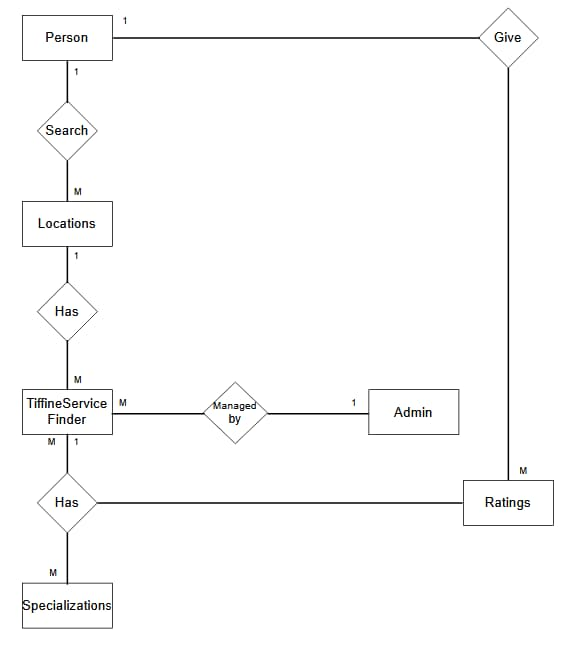 1
Person
Give
1
Search
M
Locations
1
Has
M
TiffineService
Finder
M
Managed
by
1
Admin
M
1
M
Has
Ratings
M
Specializations